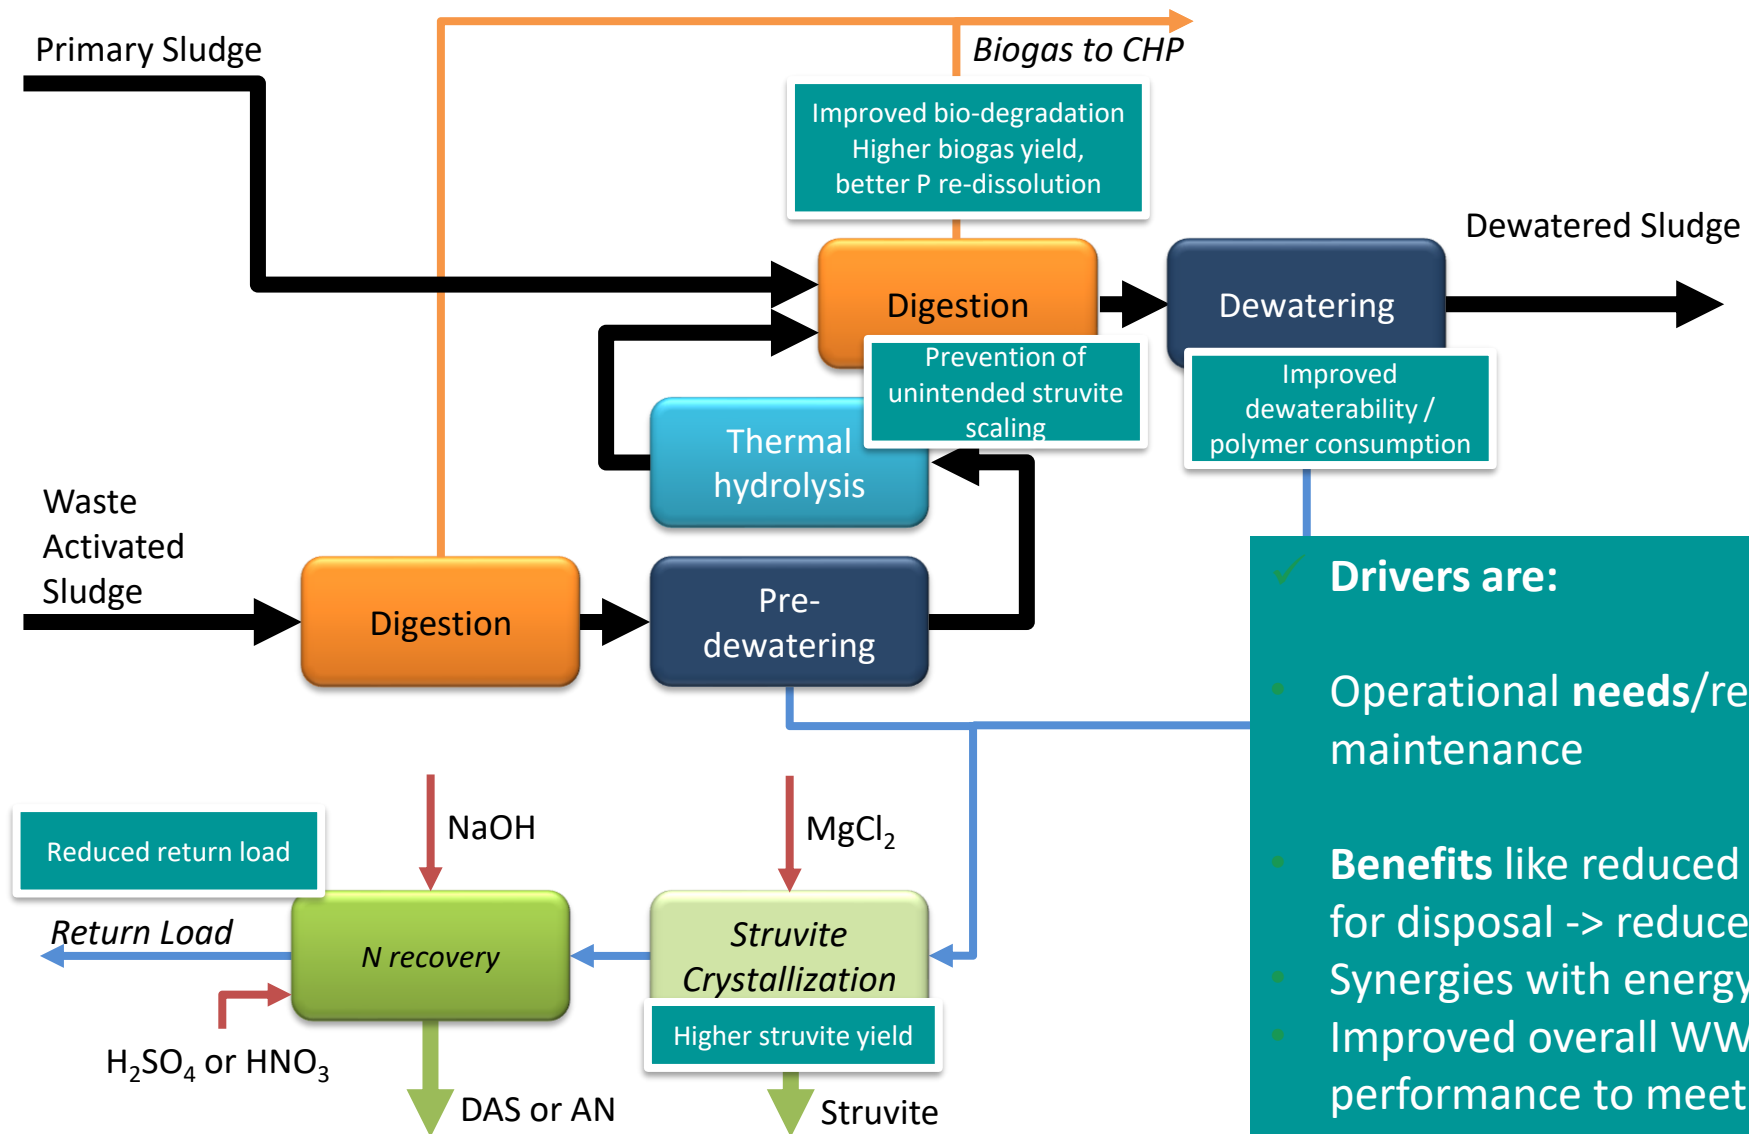 Primary Sludge
Biogas to CHP
Improved bio-degradation
Higher biogas yield,
better P re-dissolution
Dewatered Sludge
Digestion
Dewatering
Prevention of
unintended struvite
scaling
Improved
dewaterability /
polymer consumption
Thermal
hydrolysis
Waste
Activated
Sludge
Digestion
Pre-
dewatering
✓ Drivers are:
• Operational needs/re
maintenance
• Benefits like reduced
for disposal -> reduce
• Synergies with energy
• Improved overall WW
performance to meet
NaOH
MgCl₂
Reduced return load
Return Load
N recovery
Struvite
Crystallization
Higher struvite yield
H₂SO₄ or HNO₃
DAS or AN
Struvite